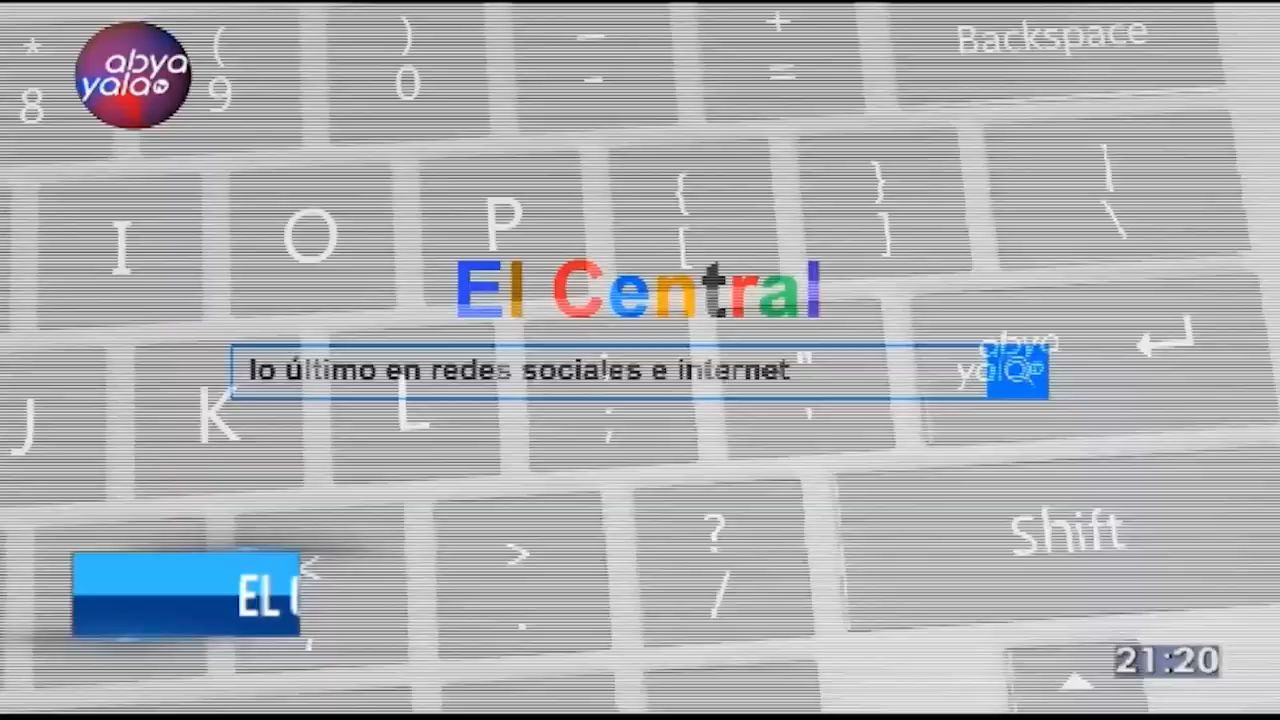 * ( ) _ + Backspace
8 9 0 - =
abya
yala tv
I O P { } |
[ ] \
El Central
lo último en redes sociales e internet
abya
yala
J K L : "
; '
< > ? Shift
, . /
EL
21:20